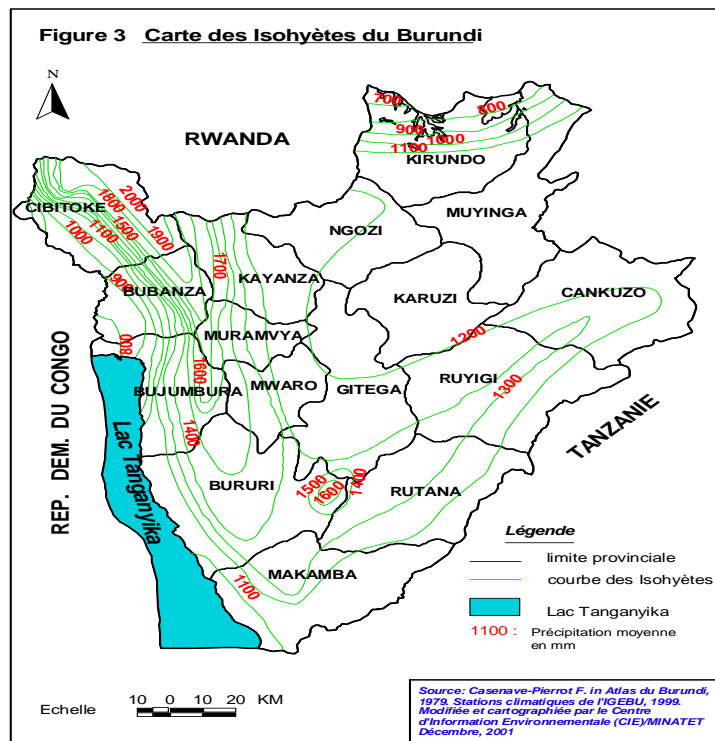 Figure 3 Carte des Isohyètes du Burundi
N
RWANDA
REP. DEM. DU CONGO
TANZANIE
Lac Tanganyika
700
800
900
1000
1100
KIRUNDO
MUYINGA
NGOZI
CIBITOKE
2000
1800
1500
1900
1100
1000
900
1700
BUBANZA
KAYANZA
KARUZI
CANKUZO
1200
800
MURAMVYA
1600
BUJUMBURA
MWARO
GITEGA
RUYIGI
1300
1400
BURURI
1500
1600
1400
RUTANA
1100
MAKAMBA
Légende
limite provinciale
courbe des Isohyètes
Lac Tanganyika
1100 : Précipitation moyenne
en mm
Echelle
10 0 10 20 KM
Source: Casenave-Pierrot F. in Atlas du Burundi,
1979. Stations climatiques de l'IGEBU, 1999.
Modifiée et cartographiée par le Centre
d'Information Environnementale (CIE)/MINATET
Décembre, 2001